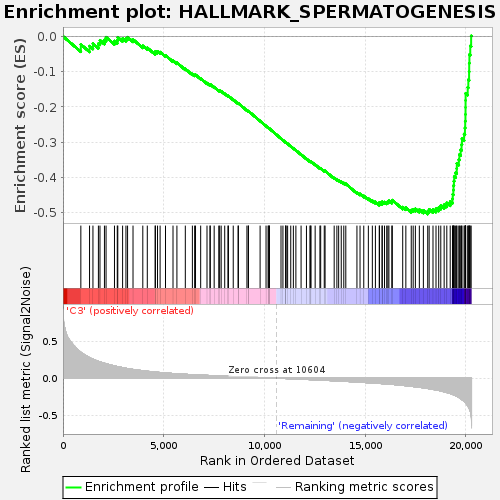 Enrichment plot: HALLMARK_SPERMATOGENESIS
Enrichment score (ES)
0.0
-0.1
-0.2
-0.3
-0.4
-0.5
'C3' (positively correlated)
Ranked list metric (Signal2Noise)
0.5
0.0
-0.5
Zero cross at 10604
'Remaining' (negatively correlated)
0
5,000
10,000
15,000
20,000
Rank in Ordered Dataset
Enrichment profile
Hits
Ranking metric scores